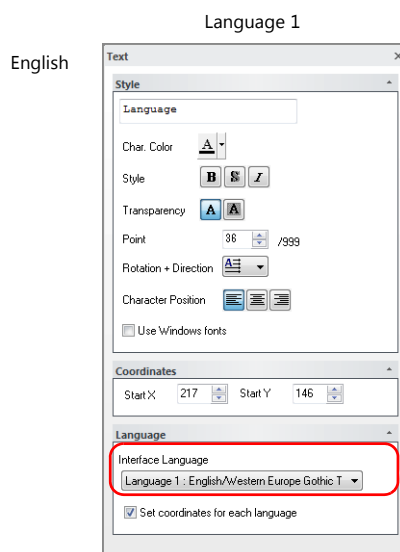 Language 1
English
Text
Style
Language
Char. Color A
Style B S I
Transparency A A
Point 36 /999
Rotation + Direction A
Character Position
Use Windows fonts
Coordinates
Start X 217 Start Y 146
Language
Interface Language
Language 1 : English/Western Europe Gothic T
Set coordinates for each language